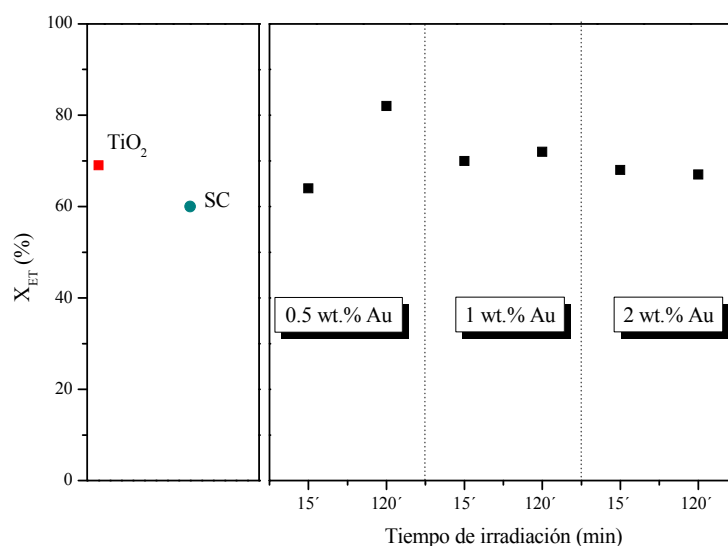 100
80
60
40
20
0
X_ET (%)
TiO₂
SC
0.5 wt.% Au
1 wt.% Au
2 wt.% Au
15´ 120´ 15´ 120´ 15´ 120´
Tiempo de irradiación (min)